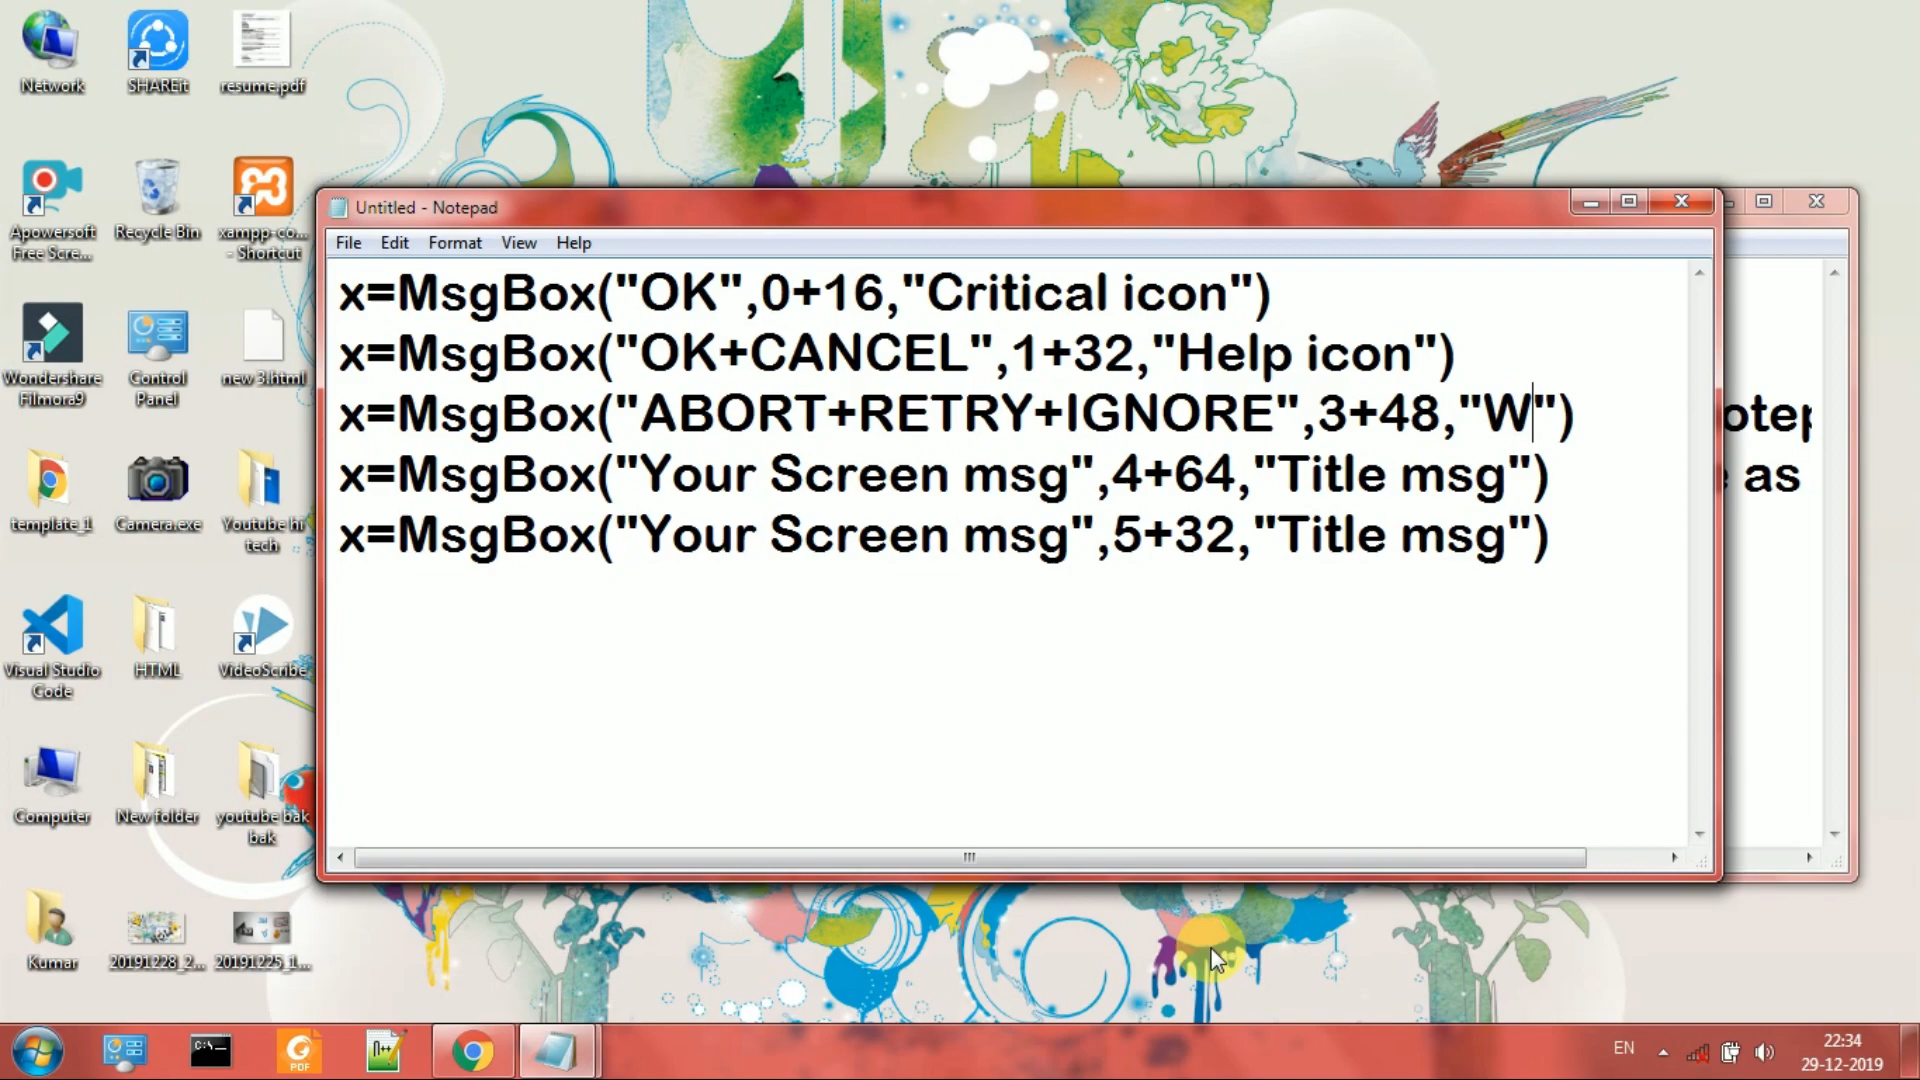 Network
SHAREit
resume.pdf
Apowersoft
Free Scre...
Recycle Bin
xampp-co...
- Shortcut
Wondershare
Filmora9
Control
Panel
new 3.html
template_1
Camera.exe
Youtube hi
tech
Visual Studio
Code
HTML
VideoScribe
Computer
New folder
youtube bak
bak
Kumar
20191228_2...
20191225_1...
Untitled - Notepad
File Edit Format View Help
x=MsgBox("OK",0+16,"Critical icon")
x=MsgBox("OK+CANCEL",1+32,"Help icon")
x=MsgBox("ABORT+RETRY+IGNORE",3+48,"W")
x=MsgBox("Your Screen msg",4+64,"Title msg")
x=MsgBox("Your Screen msg",5+32,"Title msg")
otep
as
C:\_
PDF
n++
EN
22:34
29-12-2019